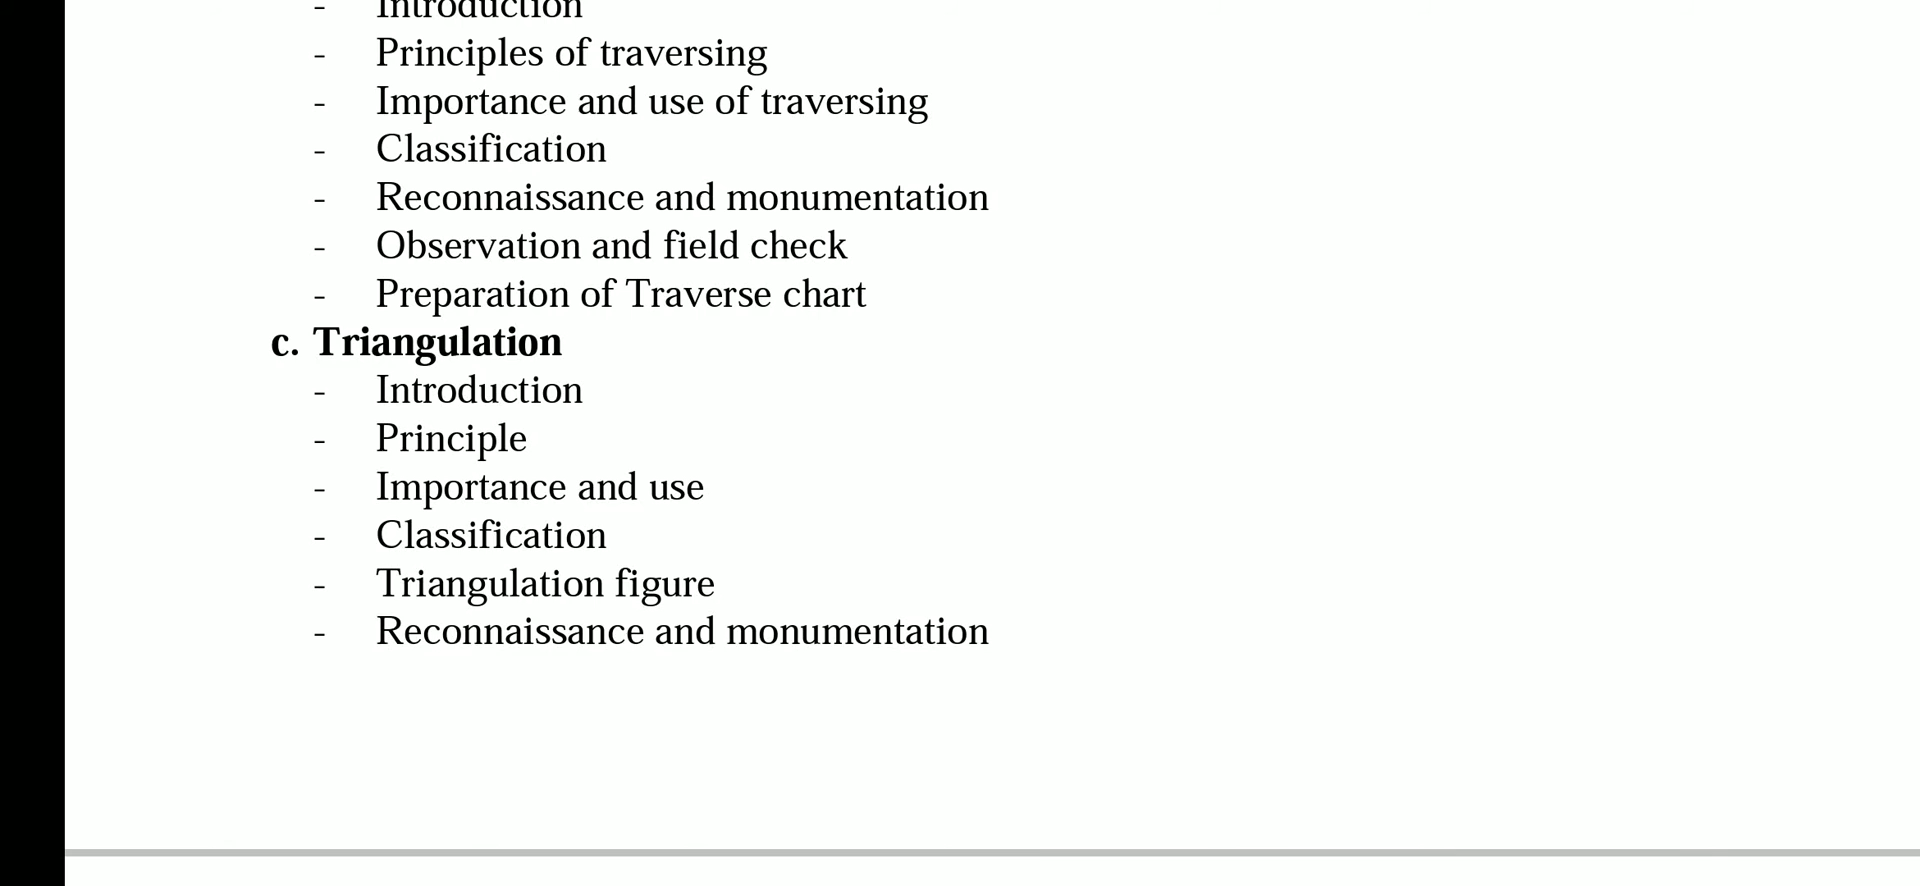 - Introduction
- Principles of traversing
- Importance and use of traversing
- Classification
- Reconnaissance and monumentation
- Observation and field check
- Preparation of Traverse chart
c. Triangulation
- Introduction
- Principle
- Importance and use
- Classification
- Triangulation figure
- Reconnaissance and monumentation